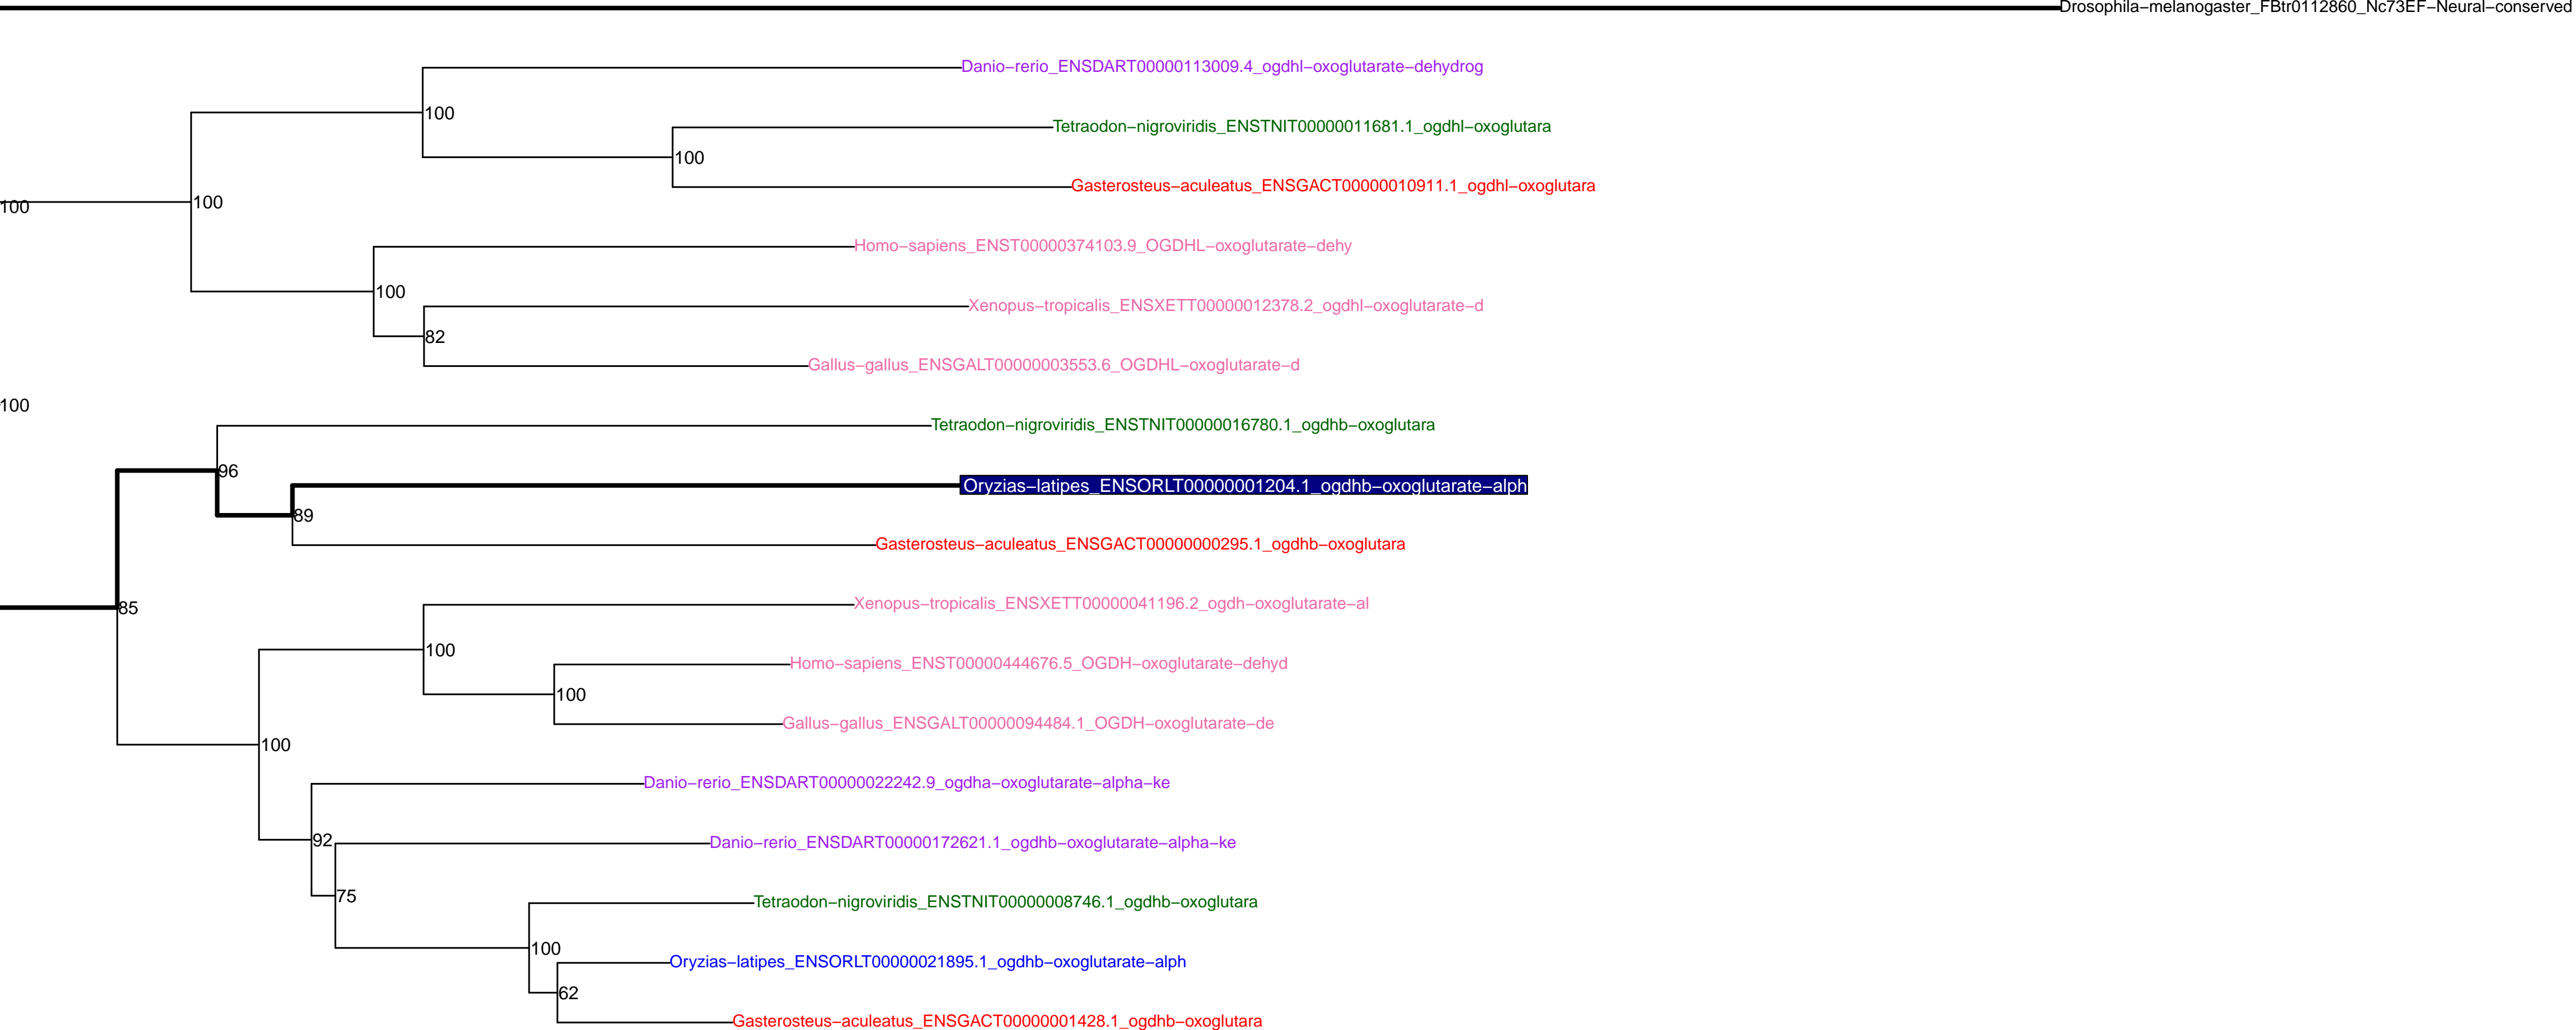 Drosophila−melanogaster_FBtr0112860_Nc73EF−Neural−conserved
Danio−rerio_ENSDART00000113009.4_ogdhl−oxoglutarate−dehydrog
100
Tetraodon−nigroviridis_ENSTNIT00000011681.1_ogdhl−oxoglutara
100
Gasterosteus−aculeatus_ENSGACT00000010911.1_ogdhl−oxoglutara
100
100
Homo−sapiens_ENST00000374103.9_OGDHL−oxoglutarate−dehy
100
Xenopus−tropicalis_ENSXETT00000012378.2_ogdhl−oxoglutarate−d
82
Gallus−gallus_ENSGALT00000003553.6_OGDHL−oxoglutarate−d
100
Tetraodon−nigroviridis_ENSTNIT00000016780.1_ogdhb−oxoglutara
96
Oryzias−latipes_ENSORLT00000001204.1_ogdhb−oxoglutarate−alph
89
Gasterosteus−aculeatus_ENSGACT00000000295.1_ogdhb−oxoglutara
85
Xenopus−tropicalis_ENSXETT00000041196.2_ogdh−oxoglutarate−al
100
Homo−sapiens_ENST00000444676.5_OGDH−oxoglutarate−dehyd
100
Gallus−gallus_ENSGALT00000094484.1_OGDH−oxoglutarate−de
100
Danio−rerio_ENSDART00000022242.9_ogdha−oxoglutarate−alpha−ke
92
Danio−rerio_ENSDART00000172621.1_ogdhb−oxoglutarate−alpha−ke
75
Tetraodon−nigroviridis_ENSTNIT00000008746.1_ogdhb−oxoglutara
100
Oryzias−latipes_ENSORLT00000021895.1_ogdhb−oxoglutarate−alph
62
Gasterosteus−aculeatus_ENSGACT00000001428.1_ogdhb−oxoglutara